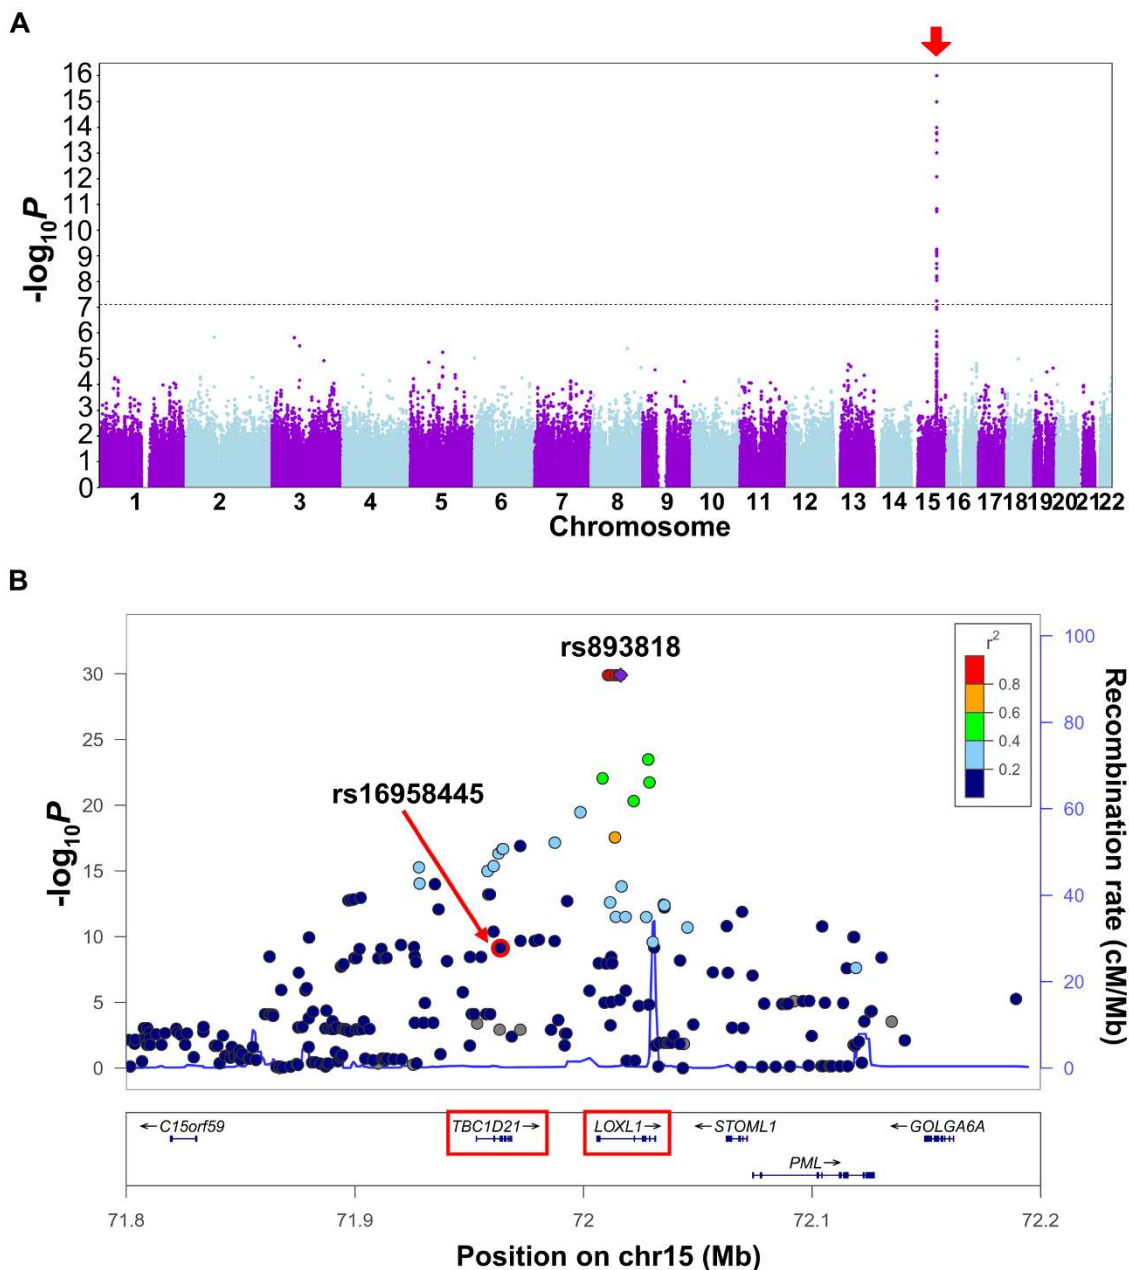 A
16
15
14
13
12
11
10
9
8
7
6
5
4
3
2
1
0
-log10P
1 2 3 4 5 6 7 8 9 10 11 12 13 14 15 16 17 18 19 20 21 22
Chromosome
B
rs893818
rs16958445
30
25
20
15
10
5
0
-log10P
r2
0.8
0.6
0.4
0.2
100
80
60
40
20
0
Recombination rate (cM/Mb)
←C15orf59 TBC1D21→ LOXL1→ ←STOML1 ←GOLGA6A
PML→
71.8 71.9 72 72.1 72.2
Position on chr15 (Mb)